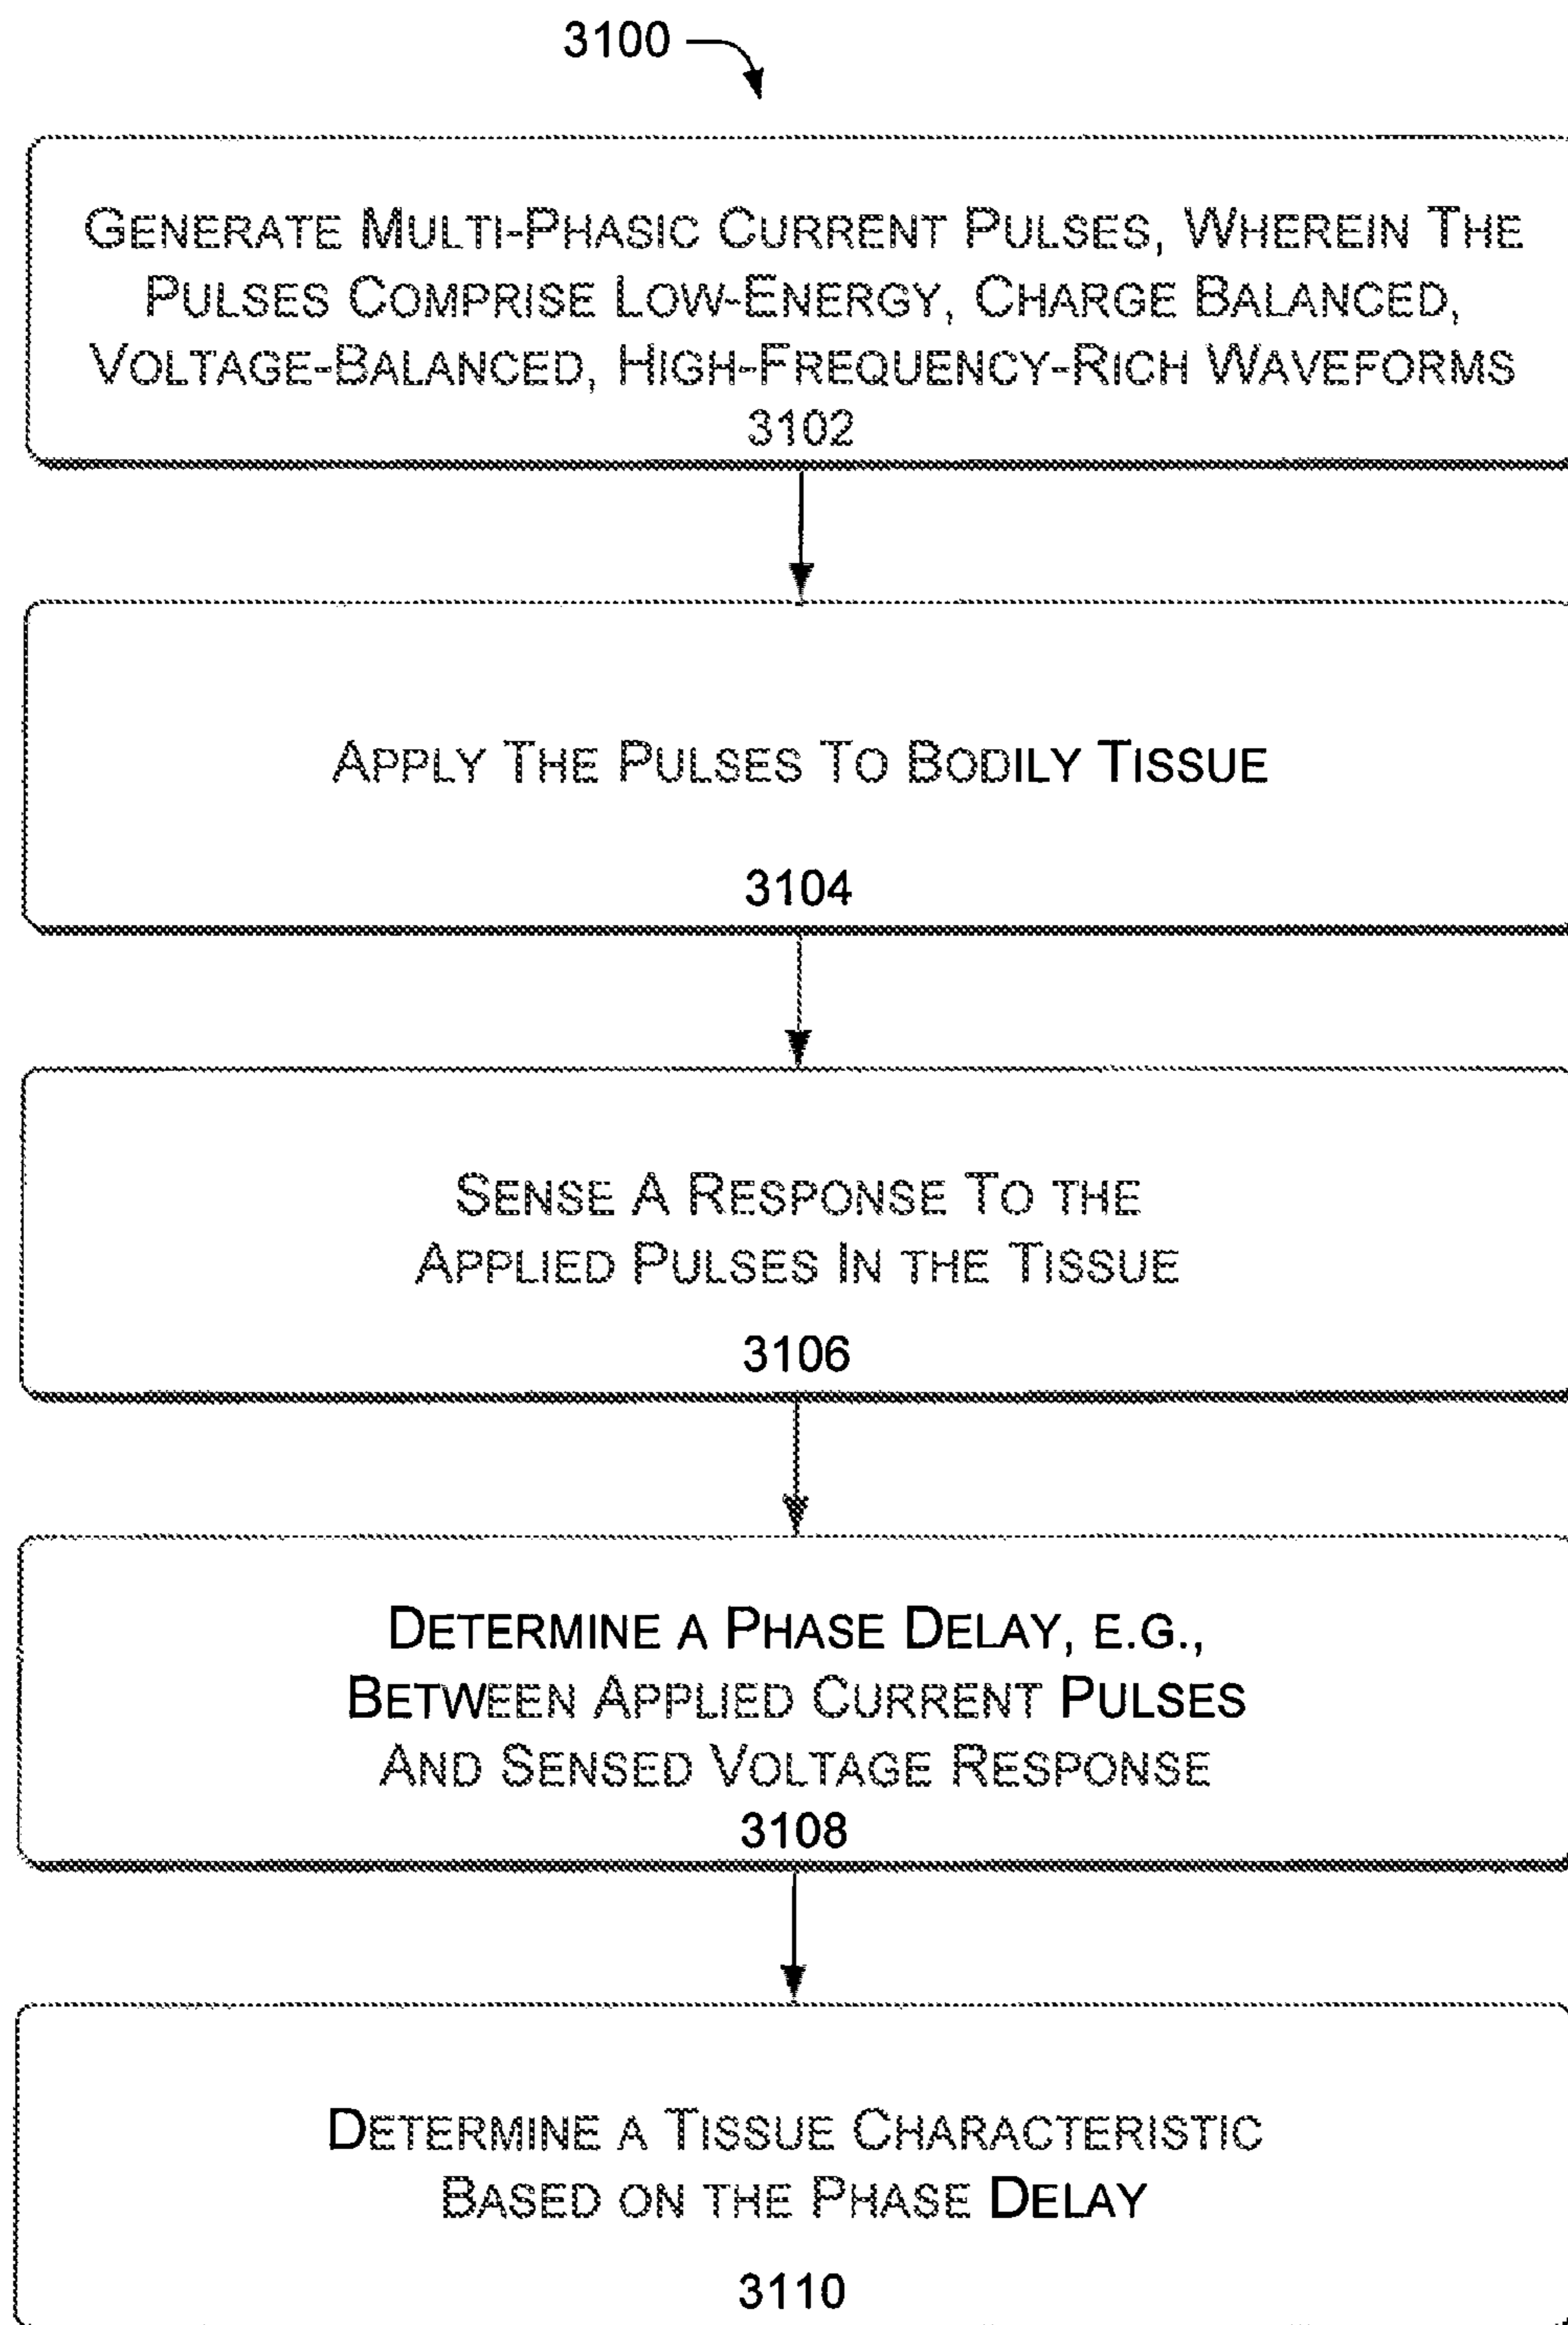 3100
GENERATE MULTI-PHASIC CURRENT PULSES, WHEREIN THE
PULSES COMPRISE LOW-ENERGY, CHARGE BALANCED,
VOLTAGE-BALANCED, HIGH-FREQUENCY-RICH WAVEFORMS
3102
APPLY THE PULSES TO BODILY TISSUE
3104
SENSE A RESPONSE TO THE
APPLIED PULSES IN THE TISSUE
3106
DETERMINE A PHASE DELAY, E.G.,
BETWEEN APPLIED CURRENT PULSES
AND SENSED VOLTAGE RESPONSE
3108
DETERMINE A TISSUE CHARACTERISTIC
BASED ON THE PHASE DELAY
3110